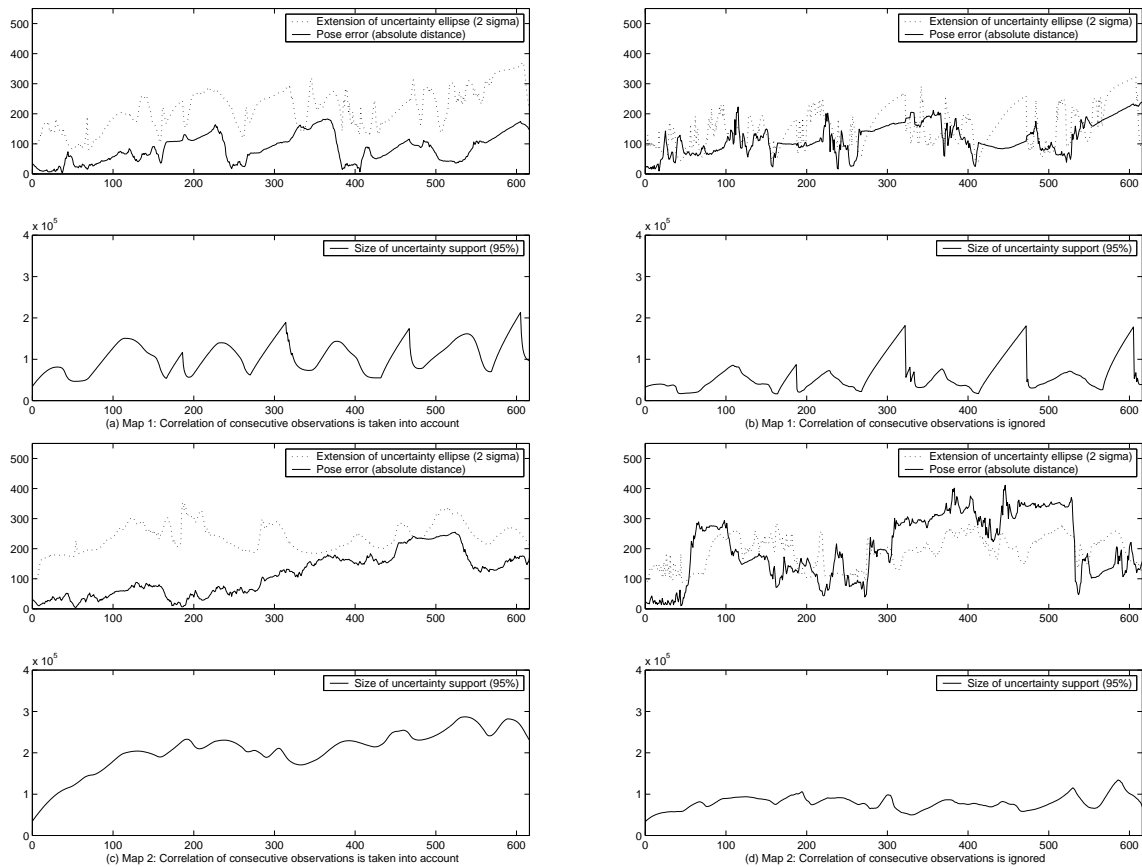 500
400
300
200
100
0
0 100 200 300 400 500 600
Extension of uncertainty ellipse (2 sigma)
Pose error (absolute distance)
x 10^5
4
3
2
1
0
0 100 200 300 400 500 600
Size of uncertainty support (95%)
(a) Map 1: Correlation of consecutive observations is taken into account
500
400
300
200
100
0
0 100 200 300 400 500 600
Extension of uncertainty ellipse (2 sigma)
Pose error (absolute distance)
x 10^5
4
3
2
1
0
0 100 200 300 400 500 600
Size of uncertainty support (95%)
(b) Map 1: Correlation of consecutive observations is ignored
500
400
300
200
100
0
0 100 200 300 400 500 600
Extension of uncertainty ellipse (2 sigma)
Pose error (absolute distance)
x 10^5
4
3
2
1
0
0 100 200 300 400 500 600
Size of uncertainty support (95%)
(c) Map 2: Correlation of consecutive observations is taken into account
500
400
300
200
100
0
0 100 200 300 400 500 600
Extension of uncertainty ellipse (2 sigma)
Pose error (absolute distance)
x 10^5
4
3
2
1
0
0 100 200 300 400 500 600
Size of uncertainty support (95%)
(d) Map 2: Correlation of consecutive observations is ignored